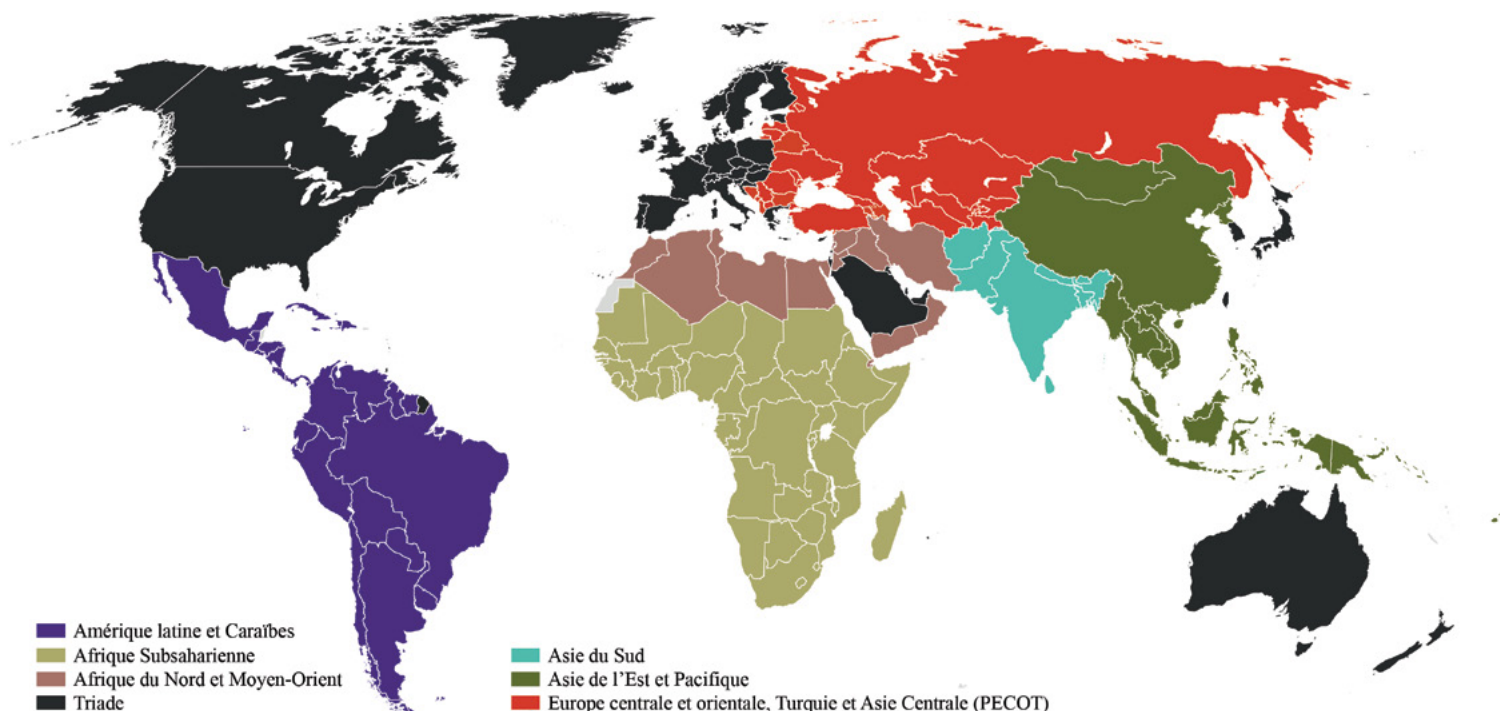 Amérique latine et Caraïbes
Afrique Subsaharienne
Afrique du Nord et Moyen-Orient
Triade
Asie du Sud
Asie de l’Est et Pacifique
Europe centrale et orientale, Turquie et Asie Centrale (PECOT)